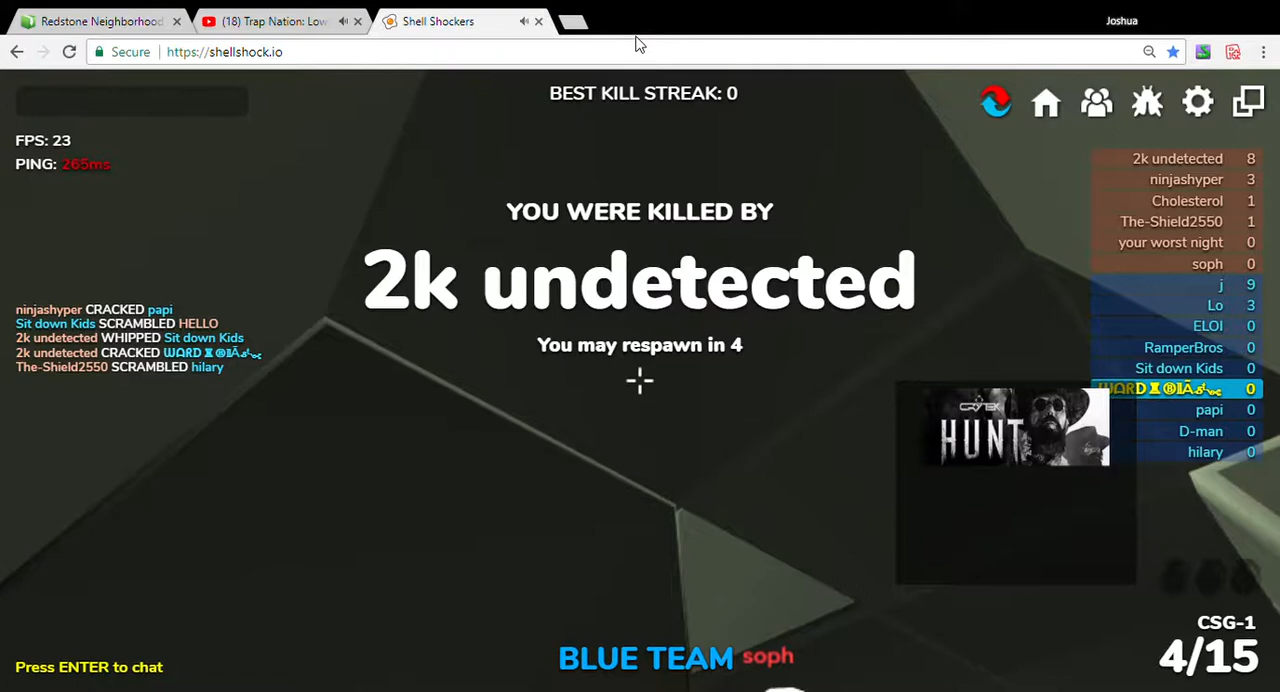 Redstone Neighborhood
(18) Trap Nation: Low
Shell Shockers
Joshua
Secure
https://shellshock.io
BEST KILL STREAK: 0
FPS: 23
PING: 265ms
YOU WERE KILLED BY
2k undetected
You may respawn in 4
ninjashyper CRACKED papi
Sit down Kids SCRAMBLED HELLO
2k undetected WHIPPED Sit down Kids
2k undetected CRACKED
The-Shield2550 SCRAMBLED hilary
2k undetected 8
ninjashyper 3
Cholesterol 1
The-Shield2550 1
your worst night 0
soph 0
j 9
Lo 3
ELOI 0
RamperBros 0
Sit down Kids 0
0
papi 0
D-man 0
hilary 0
CRYTEK
HUNT
CSG-1
4/15
BLUE TEAM soph
Press ENTER to chat